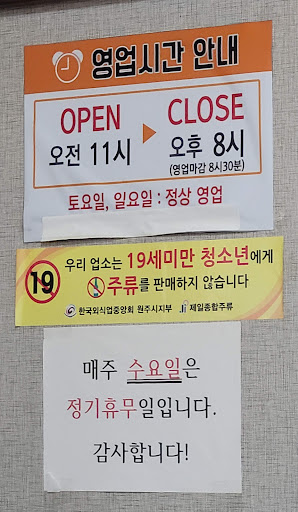 영업시간 안내
OPEN CLOSE
오전 11시 오후 8시
(영업마감 8시30분)
토요일, 일요일 : 정상 영업
19 우리 업소는 19세미만 청소년에게
주류를 판매하지 않습니다
한국외식업중앙회 원주시지부 제일종합주류
매주 수요일은
정기휴무일입니다.
감사합니다!